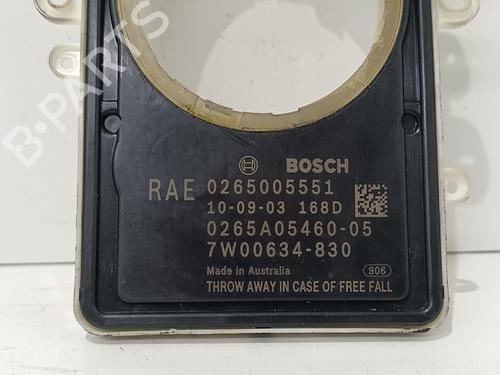 B-PARTS
BOSCH
RAE 0265005551
10-09-03 168D
0265A05460-05
7W00634-830
Made in Australia
906
THROW AWAY IN CASE OF FREE FALL